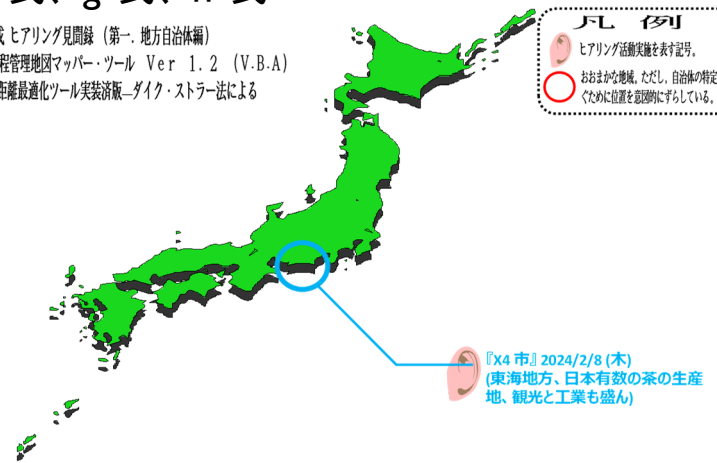 式、g 式、n 式
成 ヒアリング見聞録（第一. 地方自治体編）
程管理地図マッパー・ツール Ver 1.2 (V.B.A)
距離最適化ツール実装済版―ダイク・ストラー法による
凡 例
ヒアリング活動実施を表す記号。
おおまかな地域。ただし、自治体の特定
ぐために位置を意図的にずらしている。
『X4 市』 2024/2/8 (木)
(東海地方、日本有数の茶の生産
地、観光と工業も盛ん)